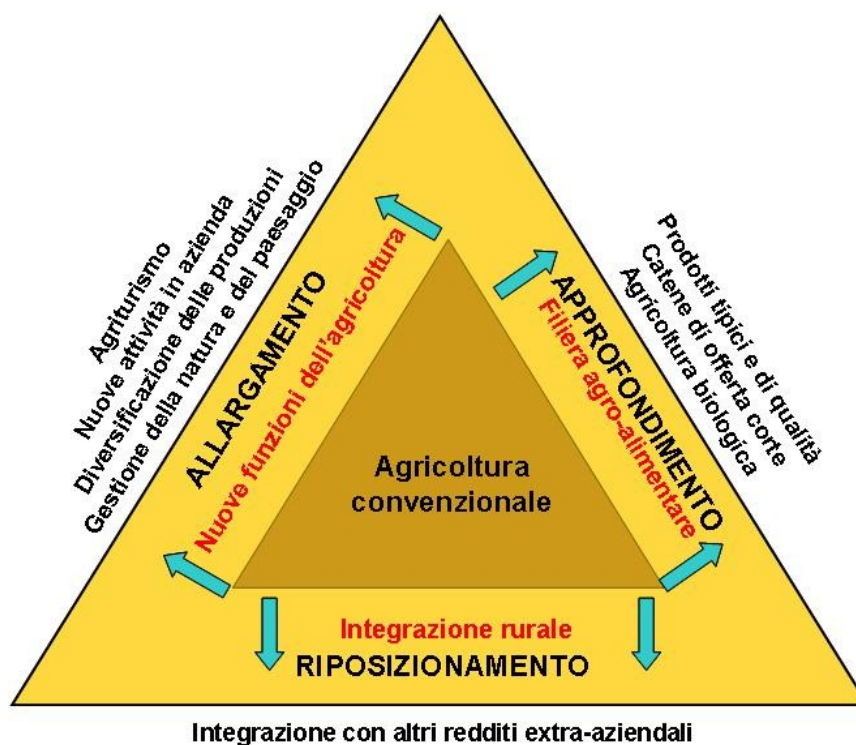 Agriturismo
Nuove attività in azienda
Diversificazione delle produzioni
Gestione della natura e del paesaggio
ALLARGAMENTO
Nuove funzioni dell'agricoltura
Prodotti tipici e di qualità
Catene di offerta corte
Agricoltura biologica
APPROFONDIMENTO
Filiera agro-alimentare
Agricoltura
convenzionale
Integrazione rurale
RIPOSIZIONAMENTO
Integrazione con altri redditi extra-aziendali